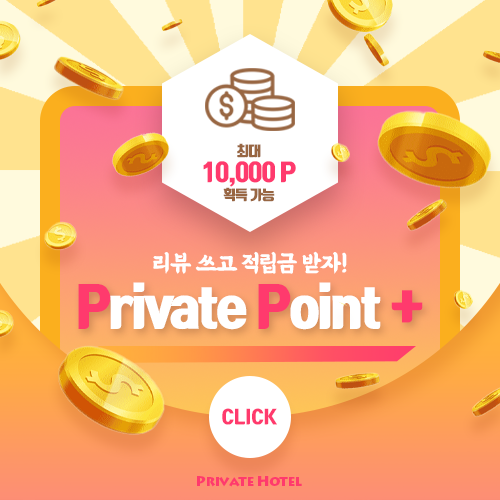 최대
10,000 P
획득 가능
리뷰 쓰고 적립금 받자!
Private Point +
CLICK
PRIVATE HOTEL